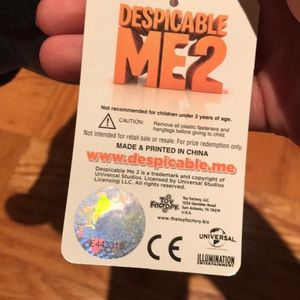 DESPICABLE
ME 2
Not recommended for children under 3 years of age.
CAUTION: Remove all plastic fasteners and
hangtags before giving to child.
Not intended for retail sale or resale. For prize redemption only.
MADE & PRINTED IN CHINA
www.despicable.me
Despicable Me 2 is a trademark and copyright of
Universal Studios. Licensed by Universal Studios
Licensing LLC. All rights reserved.
Toy Factory
Toy Factory, LLC.
San Antonio, TX 78219
U.S.A.
www.thetoyfactory.biz
E443319
CE
UNIVERSAL
ILLUMINATION
ENTERTAINMENT